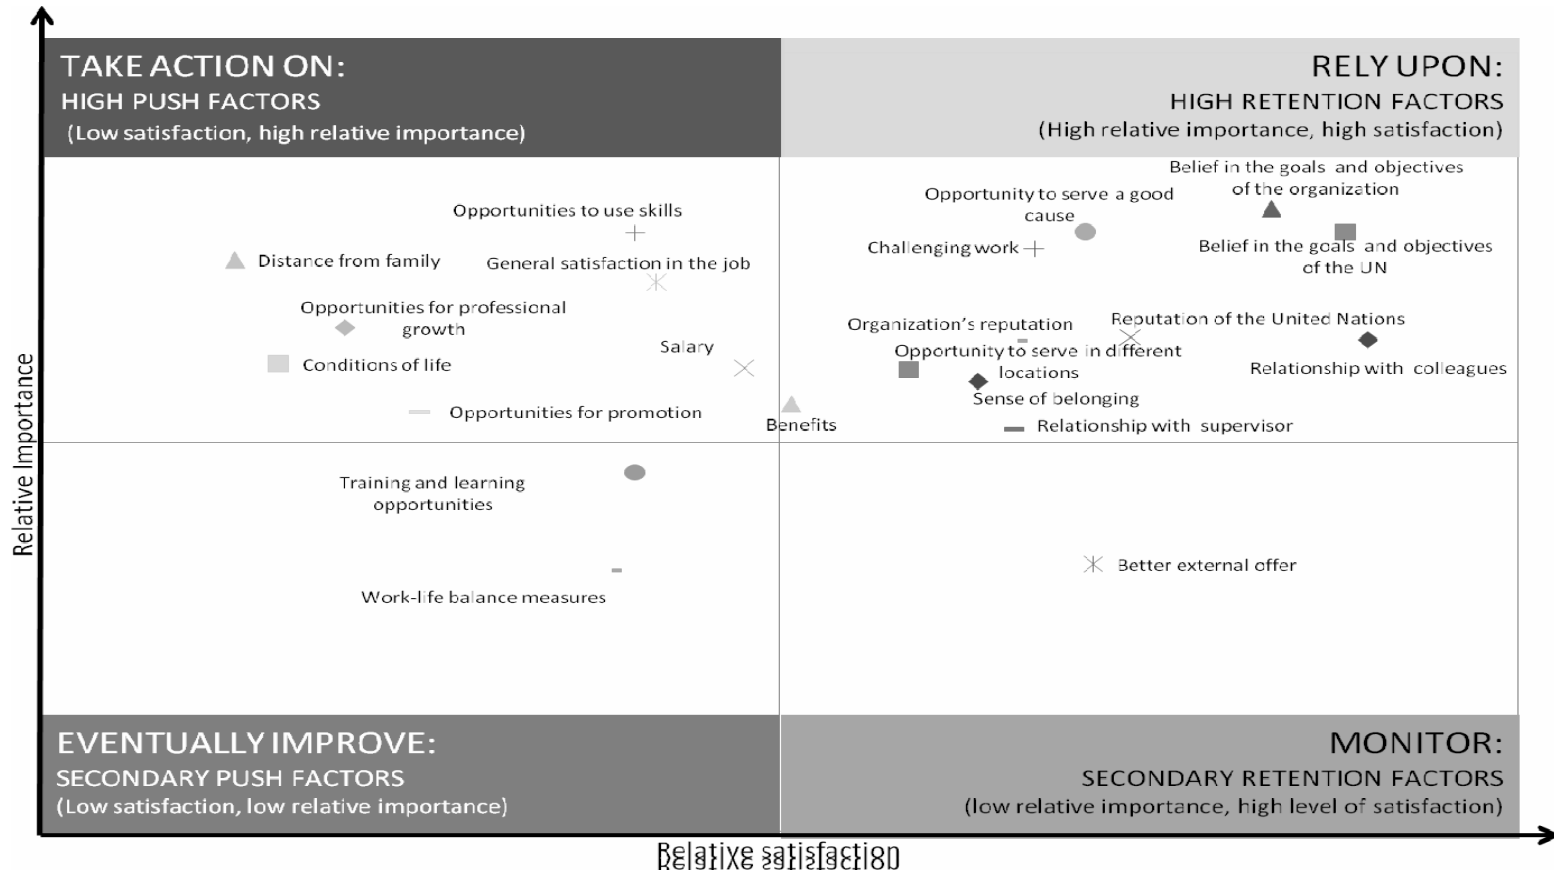 TAKE ACTION ON:
HIGH PUSH FACTORS
(Low satisfaction, high relative importance)
RELY UPON:
HIGH RETENTION FACTORS
(High relative importance, high satisfaction)
Belief in the goals and objectives
of the organization
Opportunity to serve a good
cause
Opportunities to use skills
Challenging work
Belief in the goals and objectives
of the UN
Distance from family
General satisfaction in the job
Opportunities for professional
growth
Organization's reputation
Reputation of the United Nations
Salary
Opportunity to serve in different
locations
Conditions of life
Relationship with colleagues
Sense of belonging
Opportunities for promotion
Benefits
Relationship with supervisor
Training and learning
opportunities
Better external offer
Work-life balance measures
Relative Importance
EVENTUALLY IMPROVE:
SECONDARY PUSH FACTORS
(Low satisfaction, low relative importance)
MONITOR:
SECONDARY RETENTION FACTORS
(low relative importance, high level of satisfaction)
Relative satisfaction